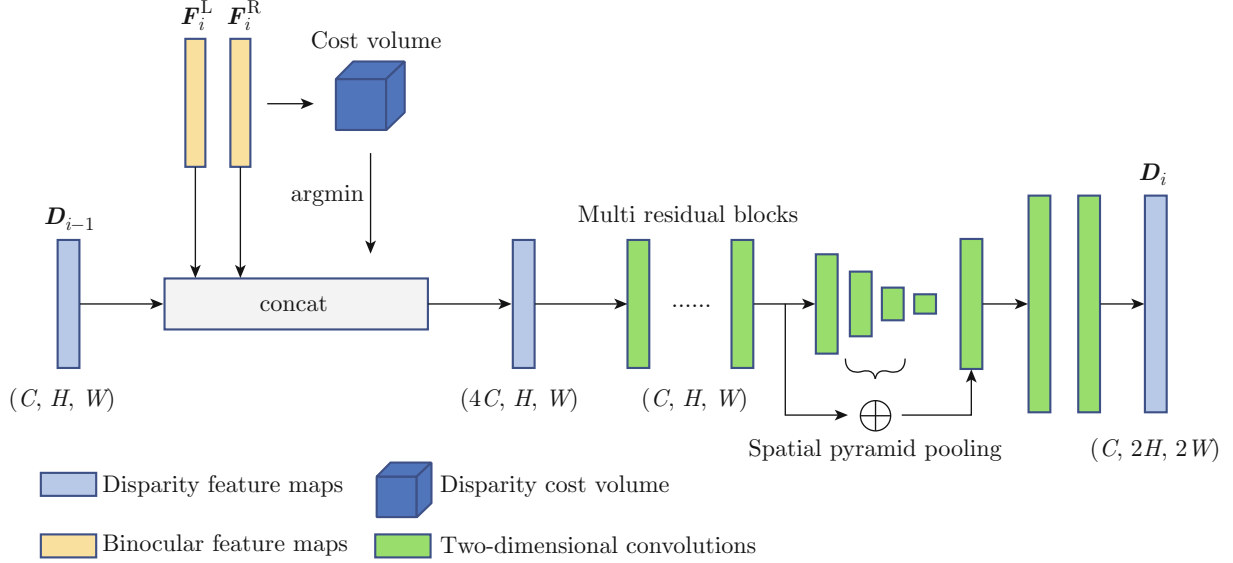 F_i^L F_i^R
Cost volume
argmin
D_{i−1}
concat
Multi residual blocks
......
D_i
(C, H, W)
(4C, H, W)
(C, H, W)
Spatial pyramid pooling
(C, 2H, 2W)
Disparity feature maps
Disparity cost volume
Binocular feature maps
Two-dimensional convolutions